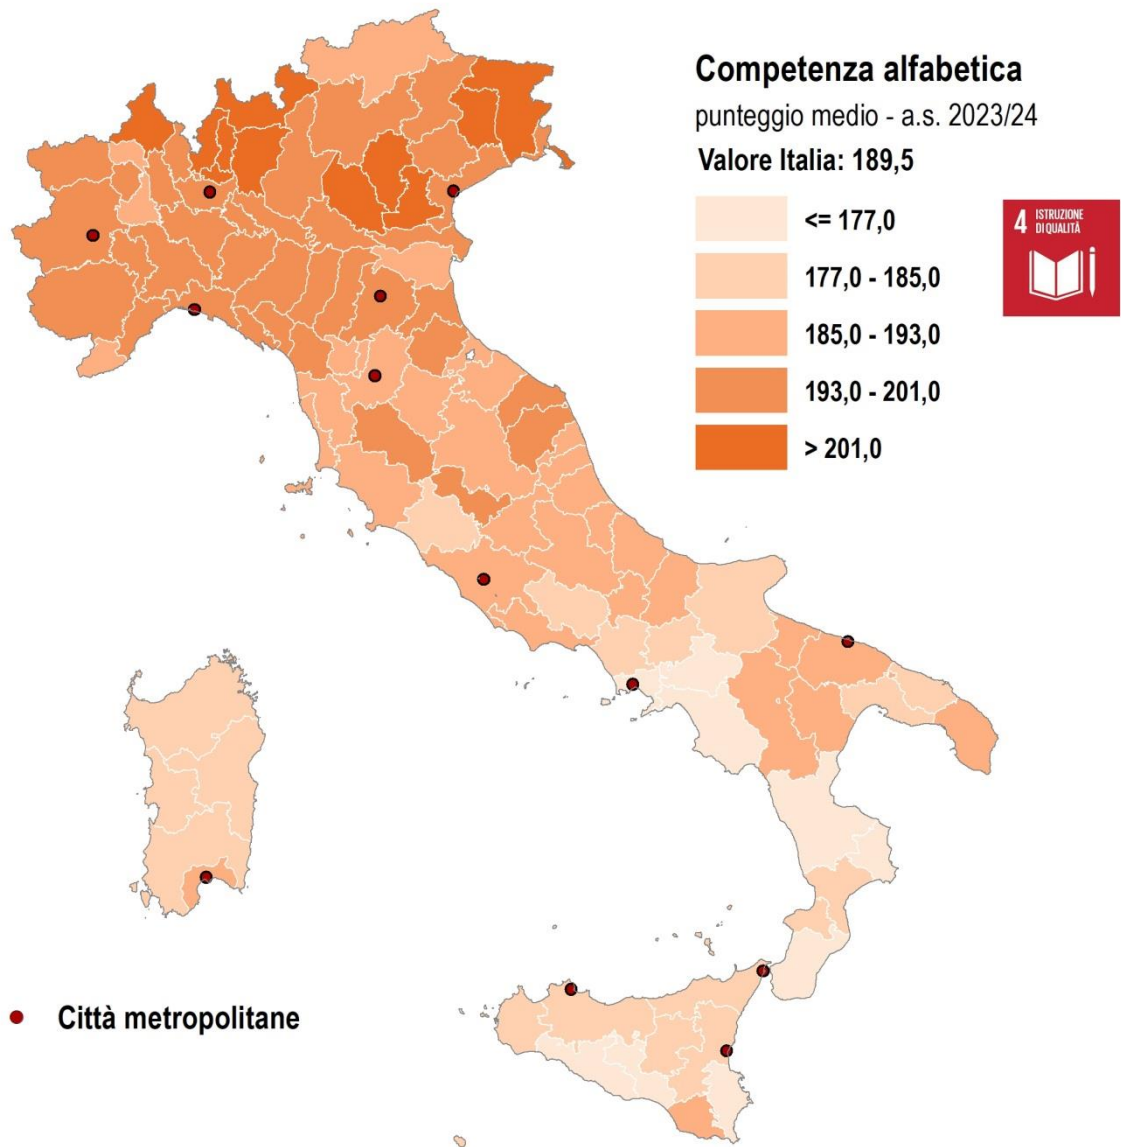 Competenza alfabetica
punteggio medio - a.s. 2023/24
Valore Italia: 189,5
<= 177,0
177,0 - 185,0
185,0 - 193,0
193,0 - 201,0
> 201,0
4 ISTRUZIONE
DI QUALITÀ
Città metropolitane